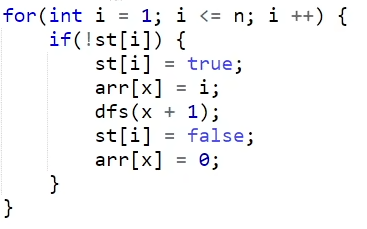 for(int i = 1; i <= n; i ++) {
    if(!st[i]) {
        st[i] = true;
        arr[x] = i;
        dfs(x + 1);
        st[i] = false;
        arr[x] = 0;
    }
}